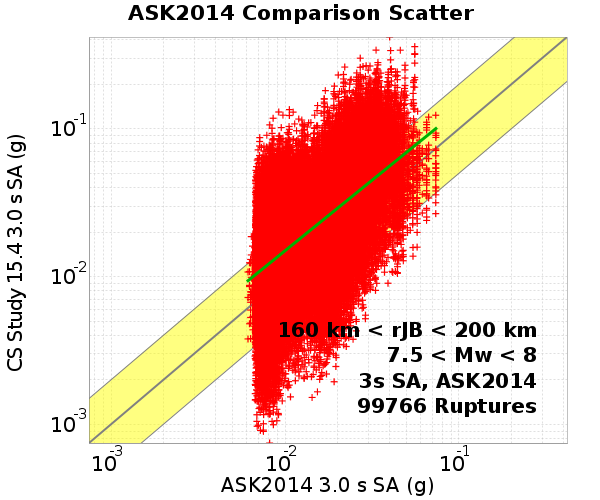 ASK2014 Comparison Scatter
CS Study 15.4 3.0 s SA (g)
10-1
10-2
10-3
160 km < rJB < 200 km
7.5 < Mw < 8
3s SA, ASK2014
99766 Ruptures
10-3 10-2 10-1
ASK2014 3.0 s SA (g)